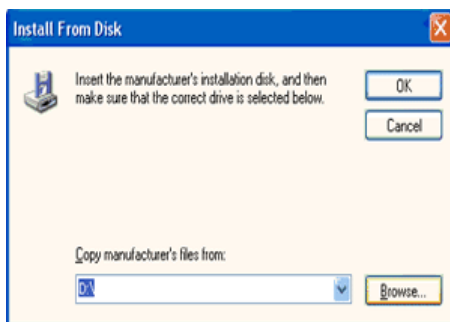 Install From Disk
Insert the manufacturer's installation disk, and then
make sure that the correct drive is selected below.
OK
Cancel
Copy manufacturer's files from:
D:\
Browse...